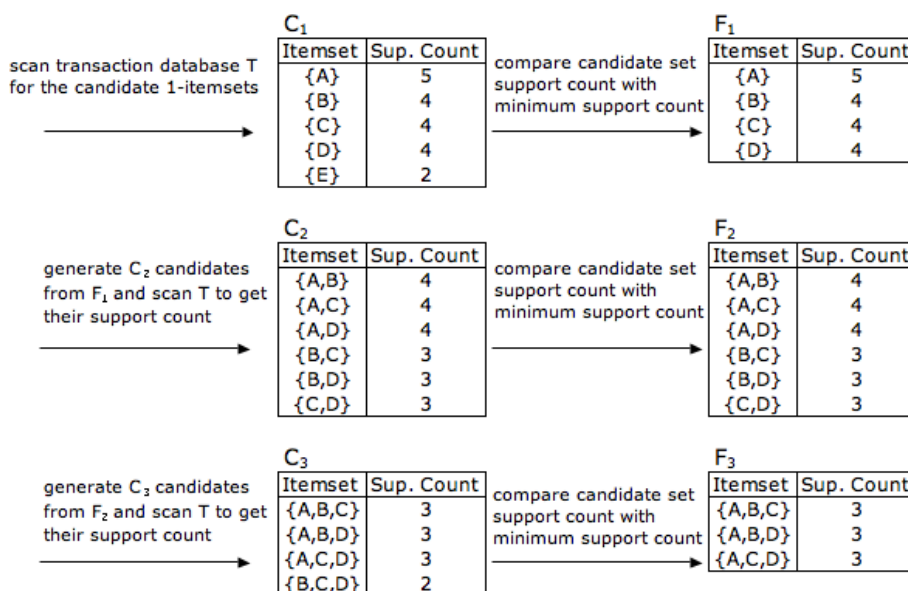 C₁
F₁
scan transaction database T
for the candidate 1-itemsets
Itemset Sup. Count
{A} 5
{B} 4
{C} 4
{D} 4
{E} 2
compare candidate set
support count with
minimum support count
Itemset Sup. Count
{A} 5
{B} 4
{C} 4
{D} 4
C₂
F₂
generate C₂ candidates
from F₁ and scan T to get
their support count
Itemset Sup. Count
{A,B} 4
{A,C} 4
{A,D} 4
{B,C} 3
{B,D} 3
{C,D} 3
compare candidate set
support count with
minimum support count
Itemset Sup. Count
{A,B} 4
{A,C} 4
{A,D} 4
{B,C} 3
{B,D} 3
{C,D} 3
C₃
F₃
generate C₃ candidates
from F₂ and scan T to get
their support count
Itemset Sup. Count
{A,B,C} 3
{A,B,D} 3
{A,C,D} 3
{B,C,D} 2
compare candidate set
support count with
minimum support count
Itemset Sup. Count
{A,B,C} 3
{A,B,D} 3
{A,C,D} 3